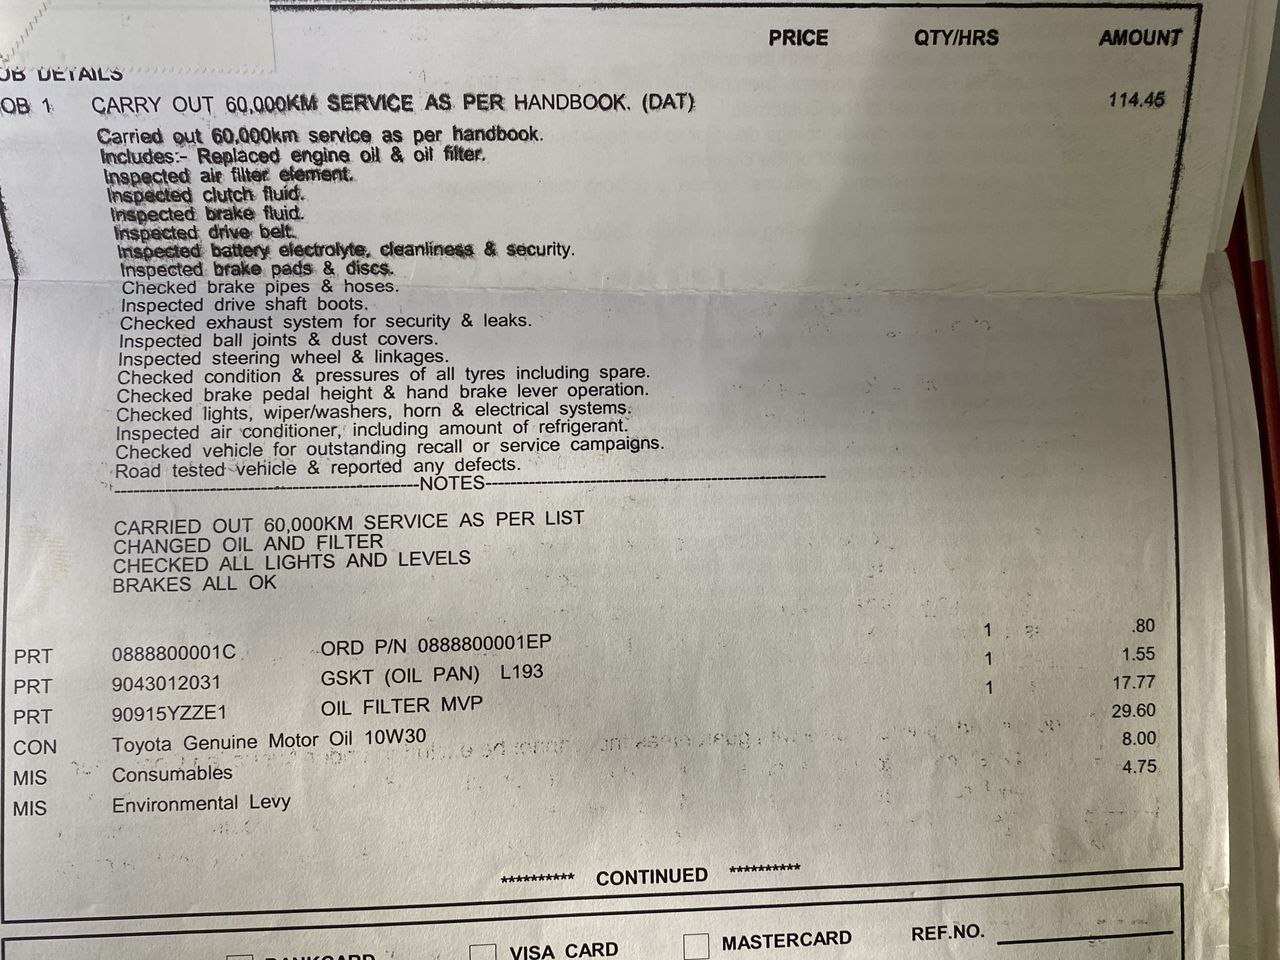 PRICE QTY/HRS AMOUNT
OB DETAILS
OB 1 CARRY OUT 60,000KM SERVICE AS PER HANDBOOK. (DAT) 114.45
Carried out 60,000km service as per handbook.
Includes:- Replaced engine oil & oil filter.
Inspected air filter element.
Inspected clutch fluid.
Inspected brake fluid.
Inspected drive belt.
Inspected battery electrolyte, cleanliness & security.
Inspected brake pads & discs.
Checked brake pipes & hoses.
Inspected drive shaft boots.
Checked exhaust system for security & leaks.
Inspected ball joints & dust covers.
Inspected steering wheel & linkages.
Checked condition & pressures of all tyres including spare.
Checked brake pedal height & hand brake lever operation.
Checked lights, wiper/washers, horn & electrical systems.
Inspected air conditioner, including amount of refrigerant.
Checked vehicle for outstanding recall or service campaigns.
Road tested vehicle & reported any defects.
--------------------------------------------------NOTES--------------------------------------------------
CARRIED OUT 60,000KM SERVICE AS PER LIST
CHANGED OIL AND FILTER
CHECKED ALL LIGHTS AND LEVELS
BRAKES ALL OK
PRT 0888800001C ORD P/N 0888800001EP 1 .80
PRT 9043012031 GSKT (OIL PAN) L193 1 1.55
PRT 90915YZZE1 OIL FILTER MVP 1 17.77
CON Toyota Genuine Motor Oil 10W30 29.60
MIS Consumables 8.00
MIS Environmental Levy 4.75
********** CONTINUED **********
BANKCARD VISA CARD MASTERCARD REF.NO.